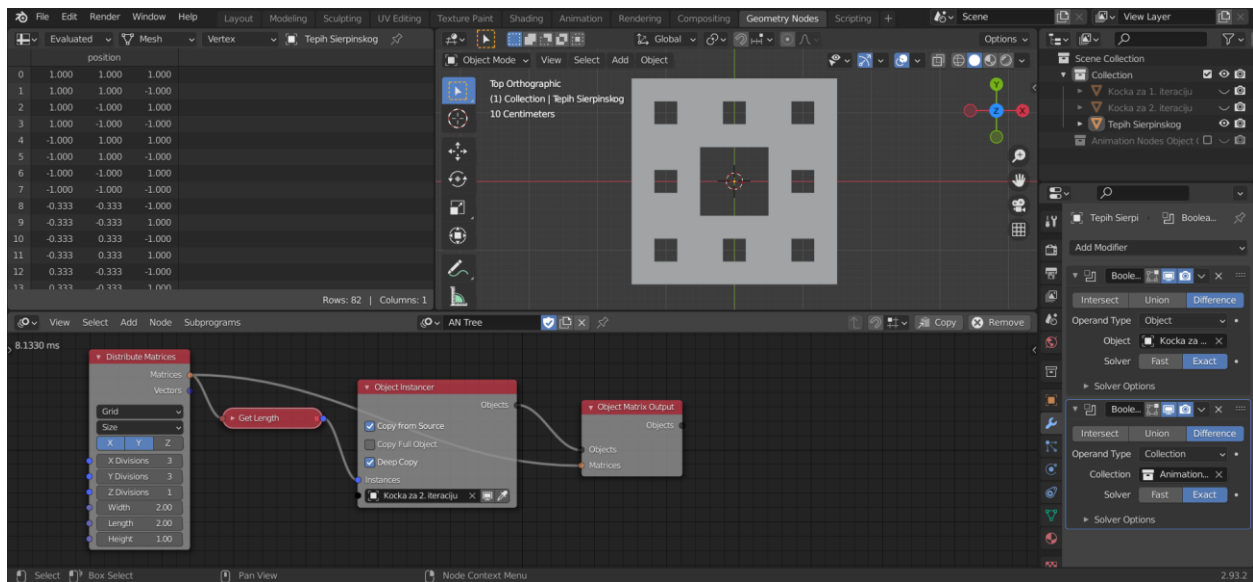 File Edit Render Window Help Layout Modeling Sculpting UV Editing Texture Paint Shading Animation Rendering Compositing Geometry Nodes Scripting + Scene View Layer
Evaluated Mesh Vertex Tepih Sierpinskog
position
0 1.000 1.000 1.000
1 1.000 1.000 -1.000
2 1.000 -1.000 1.000
3 1.000 -1.000 -1.000
4 -1.000 1.000 1.000
5 -1.000 1.000 -1.000
6 -1.000 -1.000 1.000
7 -1.000 -1.000 -1.000
8 -0.333 -0.333 -1.000
9 -0.333 -0.333 1.000
10 -0.333 0.333 -1.000
11 -0.333 0.333 1.000
12 0.333 -0.333 -1.000
13 0.333 -0.333 1.000
Rows: 82 | Columns: 1
Global Options
Object Mode View Select Add Object
Top Orthographic
(1) Collection | Tepih Sierpinskog
10 Centimeters
Y
Z
X
Scene Collection
Collection
Kocka za 1. iteraciju
Kocka za 2. iteraciju
Tepih Sierpinskog
Animation Nodes Object C
Tepih Sierpi Boolea...
Add Modifier
Boole...
Intersect Union Difference
Operand Type Object
Object Kocka za ...
Solver Fast Exact
Solver Options
Boole...
Intersect Union Difference
Operand Type Collection
Collection Animation...
Solver Fast Exact
Solver Options
View Select Add Node Subprograms AN Tree Copy Remove
8.1330 ms
Distribute Matrices
Matrices
Vectors
Grid
Size
X Y Z
X Divisions 3
Y Divisions 3
Z Divisions 1
Width 2.00
Length 2.00
Height 1.00
Get Length
Object Instancer
Objects
Copy from Source
Copy Full Object
Deep Copy
Instances
Kocka za 2. iteraciju
Object Matrix Output
Objects
Objects
Matrices
Select Box Select Pan View Node Context Menu 2.93.2